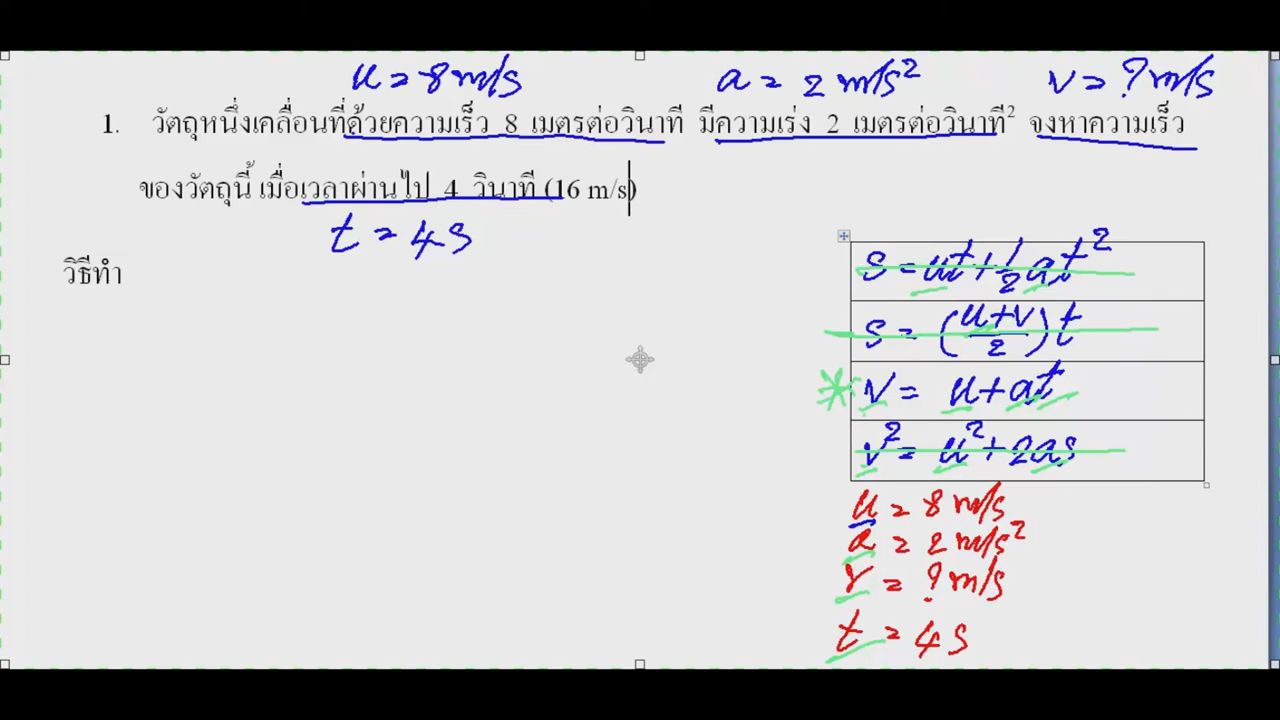 u = 8 m/s a = 2 m/s² v = ? m/s
1. วัตถุหนึ่งเคลื่อนที่ด้วยความเร็ว 8 เมตรต่อวินาที มีความเร่ง 2 เมตรต่อวินาที² จงหาความเร็ว
ของวัตถุนี้ เมื่อเวลาผ่านไป 4 วินาที (16 m/s)
t = 4 s
วิธีทำ
s = ut + 1/2 at²
s = (u+v/2) t
* v = u + at
v² = u² + 2as
u = 8 m/s
a = 2 m/s²
v = ? m/s
t = 4 s